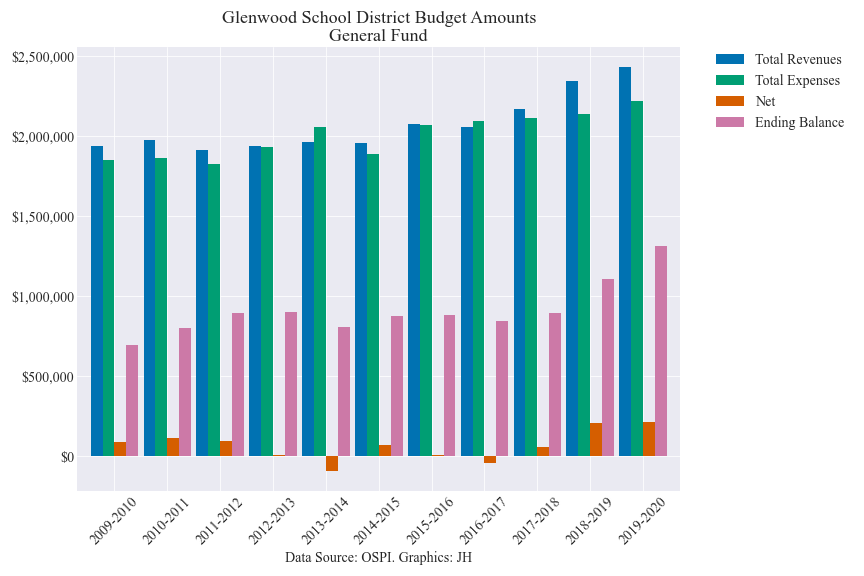 Glenwood School District Budget Amounts
General Fund
Total Revenues
Total Expenses
Net
Ending Balance
$2,500,000
$2,000,000
$1,500,000
$1,000,000
$500,000
$0
2009-2010
2010-2011
2011-2012
2012-2013
2013-2014
2014-2015
2015-2016
2016-2017
2017-2018
2018-2019
2019-2020
Data Source: OSPI. Graphics: JH